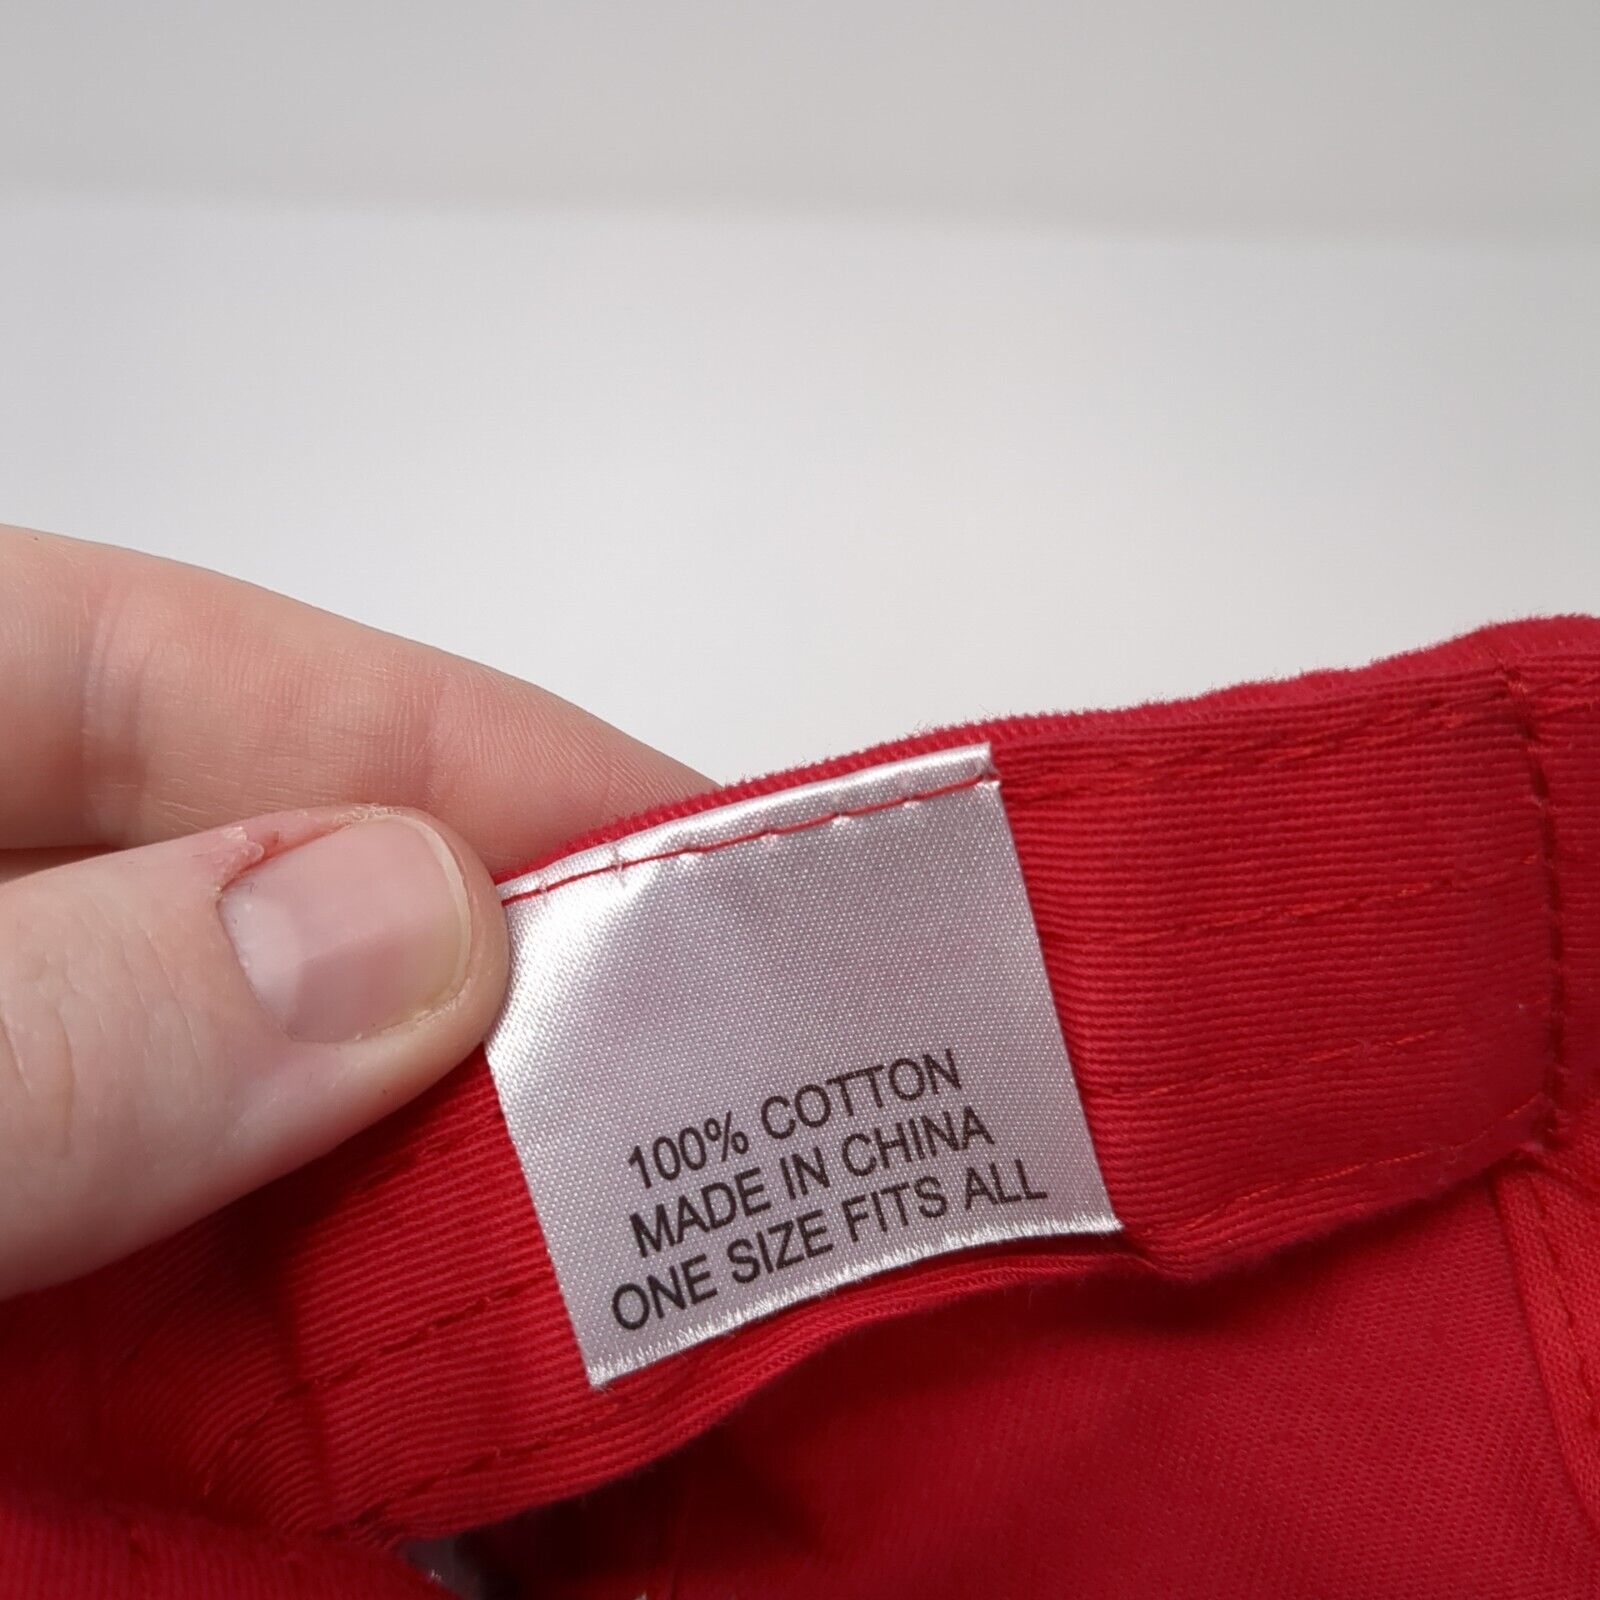 100% COTTON
MADE IN CHINA
ONE SIZE FITS ALL